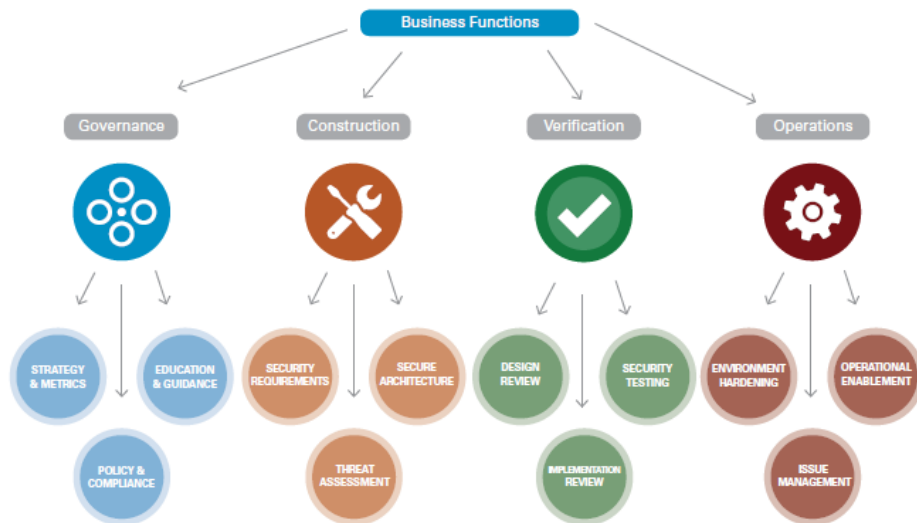 Business Functions
Governance
Construction
Verification
Operations
STRATEGY
& METRICS
EDUCATION
& GUIDANCE
POLICY &
COMPLIANCE
SECURITY
REQUIREMENTS
SECURE
ARCHITECTURE
THREAT
ASSESSMENT
DESIGN
REVIEW
SECURITY
TESTING
IMPLEMENTATION
REVIEW
ENVIRONMENT
HARDENING
OPERATIONAL
ENABLEMENT
ISSUE
MANAGEMENT